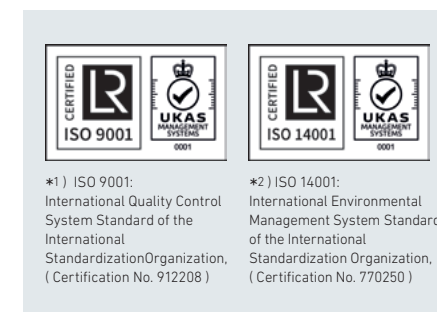 CERTIFIED
LR
ISO 9001
UKAS
MANAGEMENT
SYSTEMS
0001
CERTIFIED
LR
ISO 14001
UKAS
MANAGEMENT
SYSTEMS
0001
*1 ) ISO 9001:
International Quality Control
System Standard of the
International
StandardizationOrganization,
( Certification No. 912208 )
*2 ) ISO 14001:
International Environmental
Management System Standard
of the International
Standardization Organization,
( Certification No. 770250 )